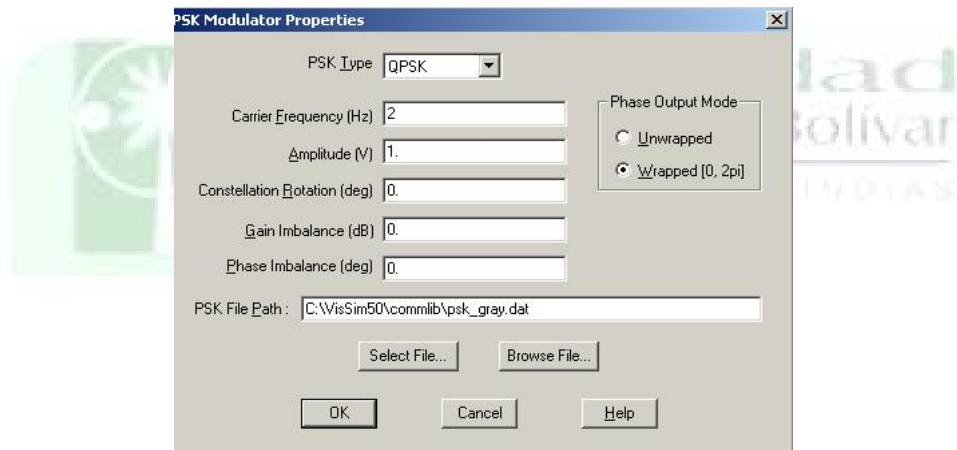 PSK Modulator Properties
PSK Type QPSK
Carrier Frequency (Hz) 2
Amplitude (V) 1.
Constellation Rotation (deg) 0.
Gain Imbalance (dB) 0.
Phase Imbalance (deg) 0.
Phase Output Mode
Unwrapped
Wrapped [0, 2pi]
PSK File Path : C:\VisSim50\commlib\psk_gray.dat
Select File...
Browse File...
OK
Cancel
Help
dad
Bolívar